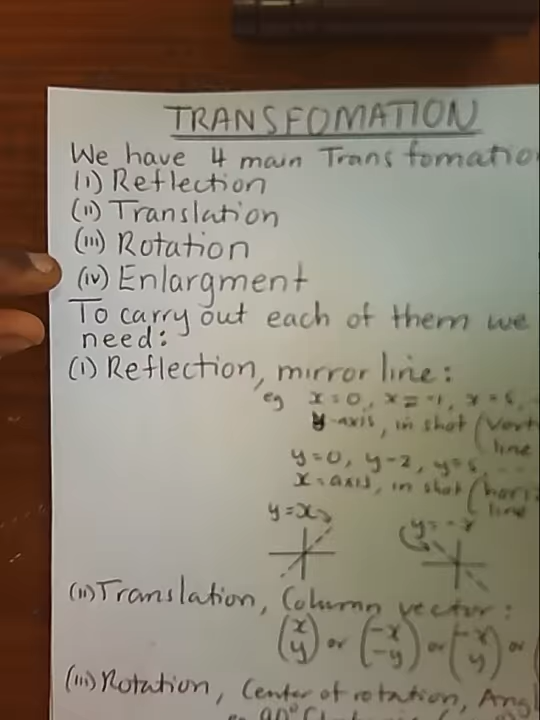 TRANSFOMATION
We have 4 main Transfomatio
(i) Reflection
(ii) Translation
(iii) Rotation
(iv) Enlargment
To carry out each of them we
need:
(i) Reflection, mirror line:
eg x=0, x=-1, x=5,
y-axis, in shot (Vert
line
y=0, y-2, y=5, ...
x=axis, in shot (hori
line
y=x
y=-x
(ii) Translation, Column vector:
(x y) or (-x -y) or (-x y) or (
(iii) Rotation, Center of rotation, Ang